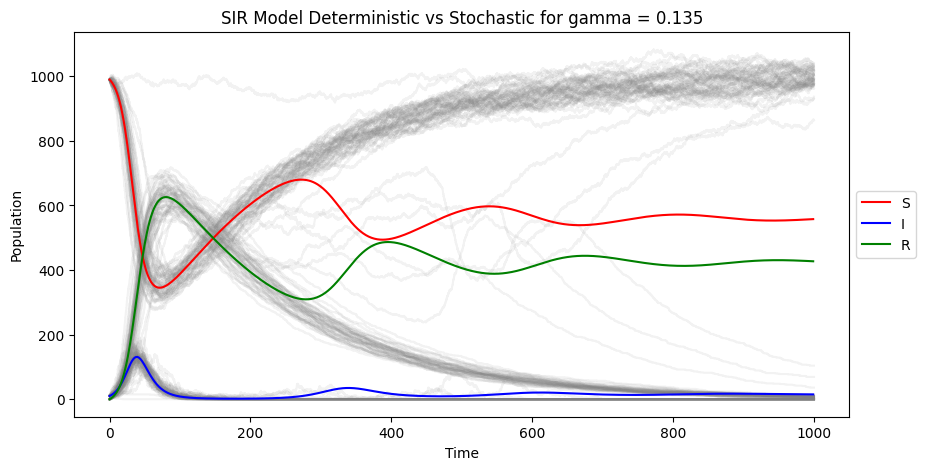 SIR Model Deterministic vs Stochastic for gamma = 0.135
Population
1000
800
600
400
200
0
0 200 400 600 800 1000
Time
S
I
R